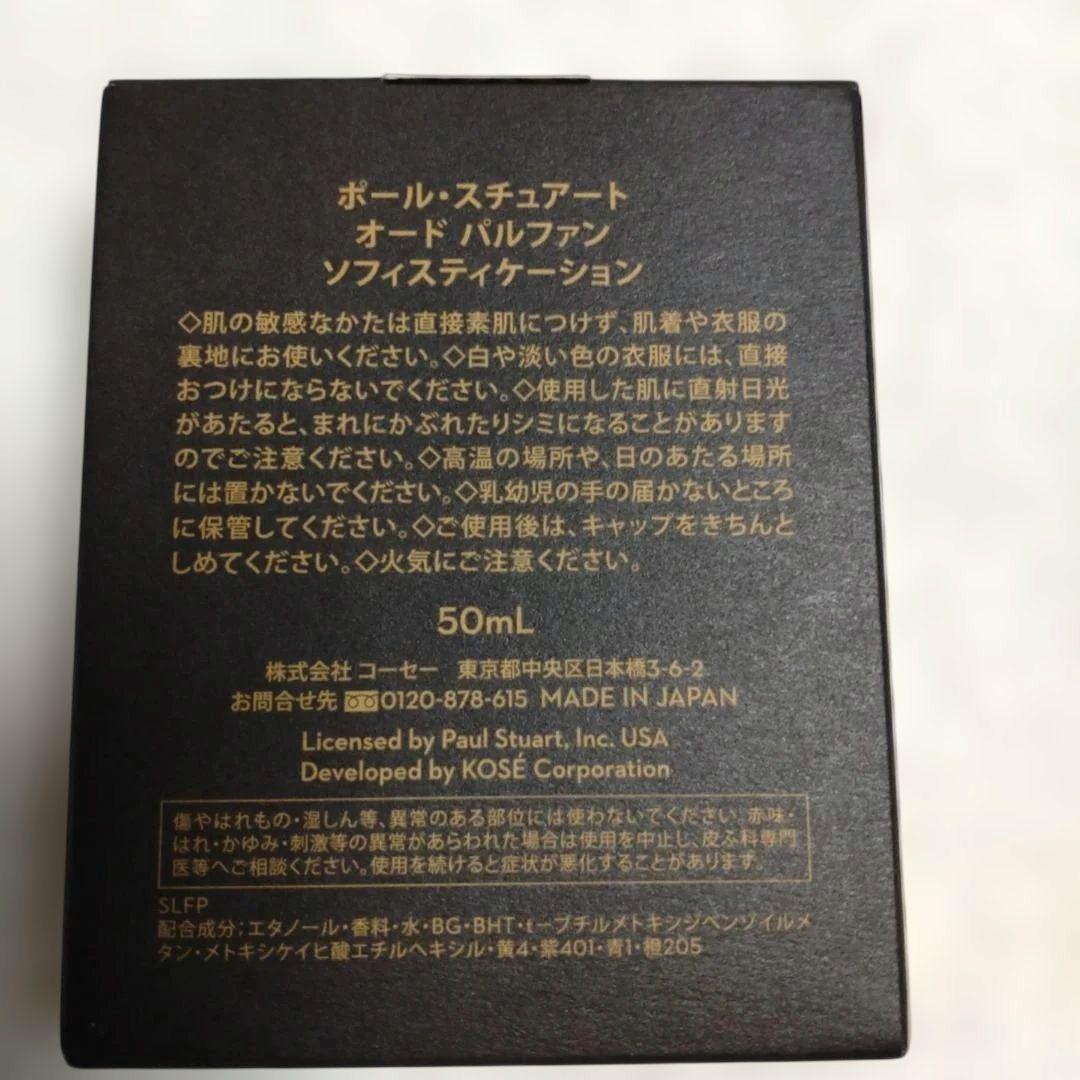 ポール・スチュアート
オード パルファン
ソフィスティケーション
◇肌の敏感なかたは直接素肌につけず、肌着や衣服の
裏地にお使いください。◇白や淡い色の衣服には、直接
おつけにならないでください。◇使用した肌に直射日光
があたると、まれにかぶれたりシミになることがあります
のでご注意ください。◇高温の場所や、日のあたる場所
には置かないでください。◇乳幼児の手の届かないところ
に保管してください。◇ご使用後は、キャップをきちんと
しめてください。◇火気にご注意ください。
50mL
株式会社 コーセー 東京都中央区日本橋3-6-2
お問合せ先 0120-878-615 MADE IN JAPAN
Licensed by Paul Stuart, Inc. USA
Developed by KOSÉ Corporation
傷やはれもの・湿しん等、異常のある部位には使わないでください。赤味・
はれ・かゆみ・刺激等の異常があらわれた場合は使用を中止し、皮ふ科専門
医等へご相談ください。使用を続けると症状が悪化することがあります。
SLFP
配合成分;エタノール・香料・水・BG・BHT・t−ブチルメトキシジベンゾイルメ
タン・メトキシケイヒ酸エチルヘキシル・黄4・紫401・青1・橙205